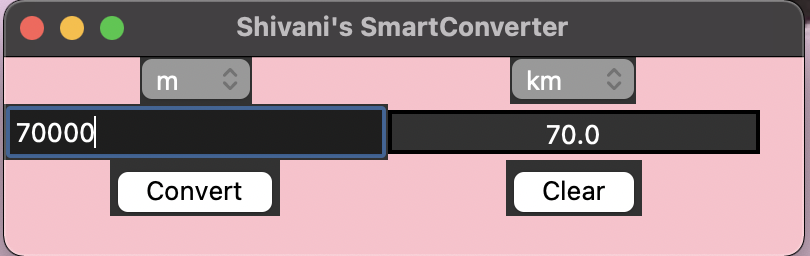 Shivani's SmartConverter
m km
70000 70.0
Convert Clear